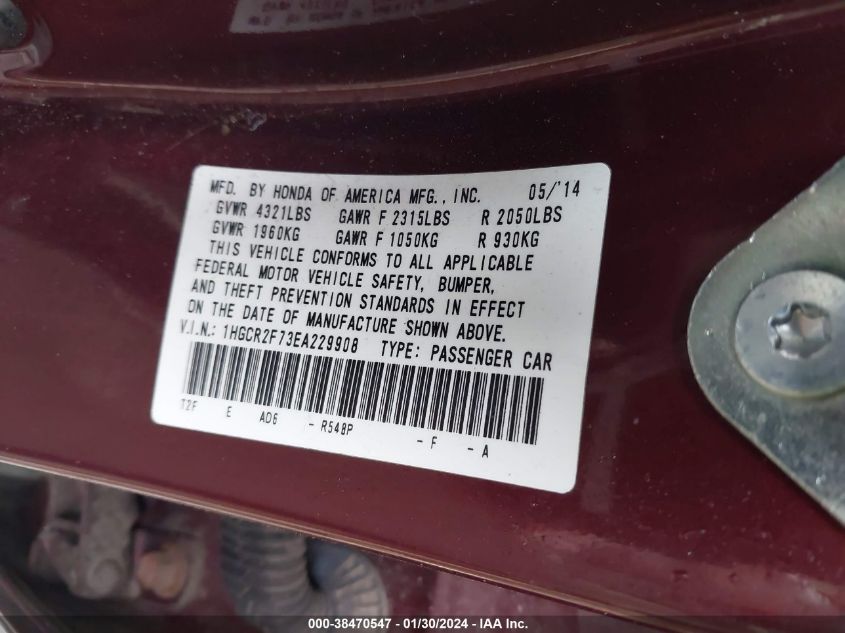 MFD. BY HONDA OF AMERICA MFG., INC. 05/'14
GVWR 4321LBS GAWR F 2315LBS R 2050LBS
GVWR 1960KG GAWR F 1050KG R 930KG
THIS VEHICLE CONFORMS TO ALL APPLICABLE
FEDERAL MOTOR VEHICLE SAFETY, BUMPER,
AND THEFT PREVENTION STANDARDS IN EFFECT
ON THE DATE OF MANUFACTURE SHOWN ABOVE.
V.I.N.: 1HGCR2F73EA229908 TYPE: PASSENGER CAR
T2F E AD6 - R548P - F - A
000-38470547 - 01/30/2024 - IAA Inc.